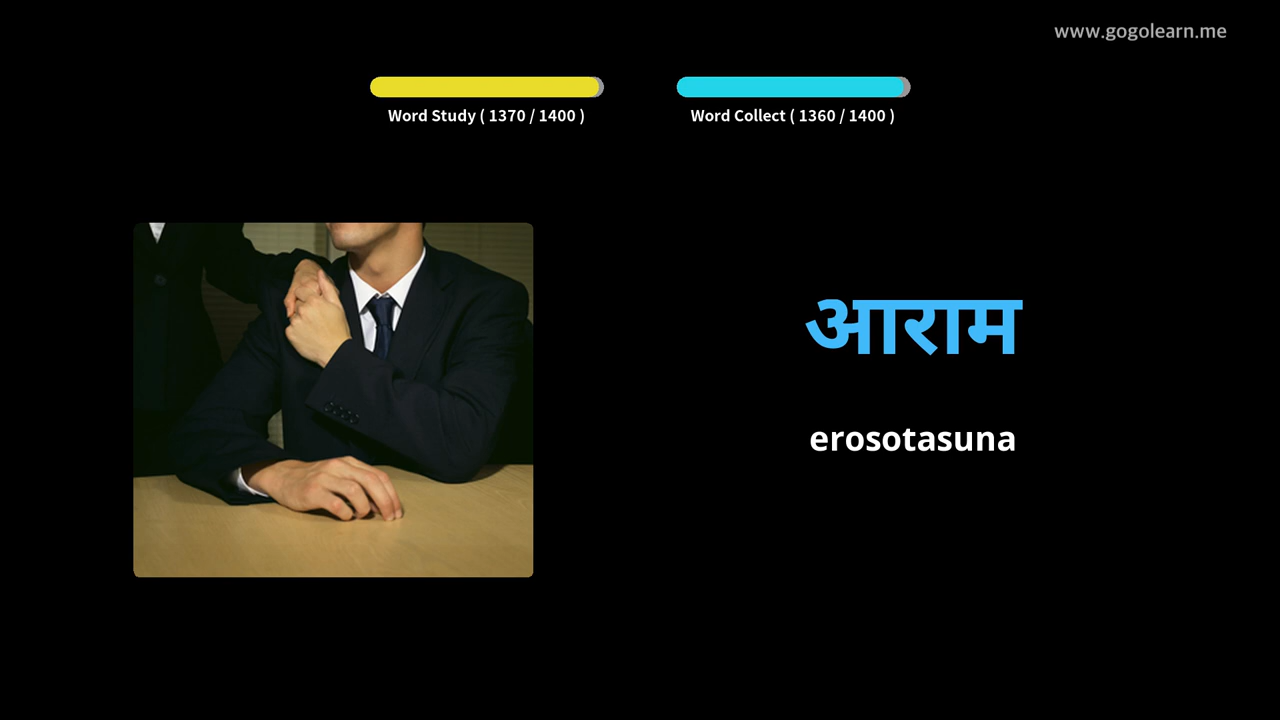 www.gogolearn.me
Word Study ( 1370 / 1400 )
Word Collect ( 1360 / 1400 )
आराम
erosotasuna